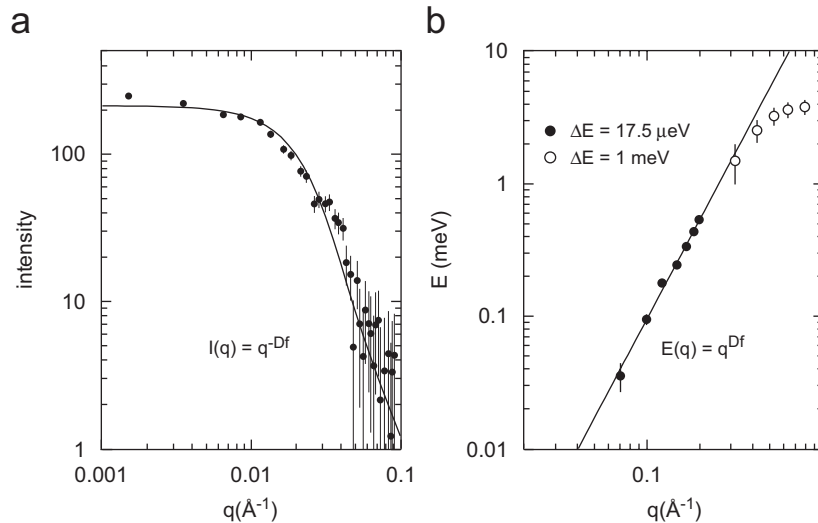 a
intensity
100
10
1
0.001
0.01
0.1
q(Å⁻¹)
I(q) = q⁻ᴰᶠ
b
E (meV)
10
1
0.1
0.01
0.1
q(Å⁻¹)
ΔE = 17.5 μeV
ΔE = 1 meV
E(q) = qᴰᶠ